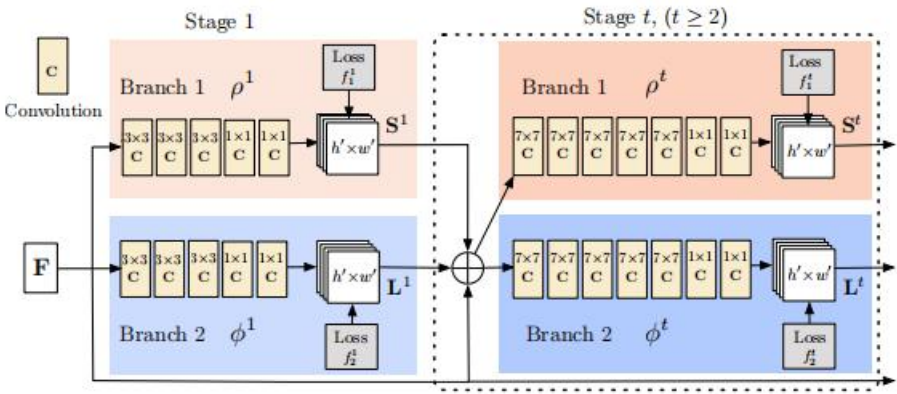 Stage 1
Stage t, (t ≥ 2)
C
Convolution
Branch 1 ρ¹
Loss
f₁¹
3×3 C 3×3 C 3×3 C 1×1 C 1×1 C
h′×w′
S¹
Branch 1 ρᵗ
Loss
f₁ᵗ
7×7 C 7×7 C 7×7 C 7×7 C 7×7 C 1×1 C 1×1 C
h′×w′
Sᵗ
F
3×3 C 3×3 C 3×3 C 1×1 C 1×1 C
h′×w′
L¹
Branch 2 ϕ¹
Loss
f₂¹
7×7 C 7×7 C 7×7 C 7×7 C 7×7 C 1×1 C 1×1 C
h′×w′
Lᵗ
Branch 2 ϕᵗ
Loss
f₂ᵗ